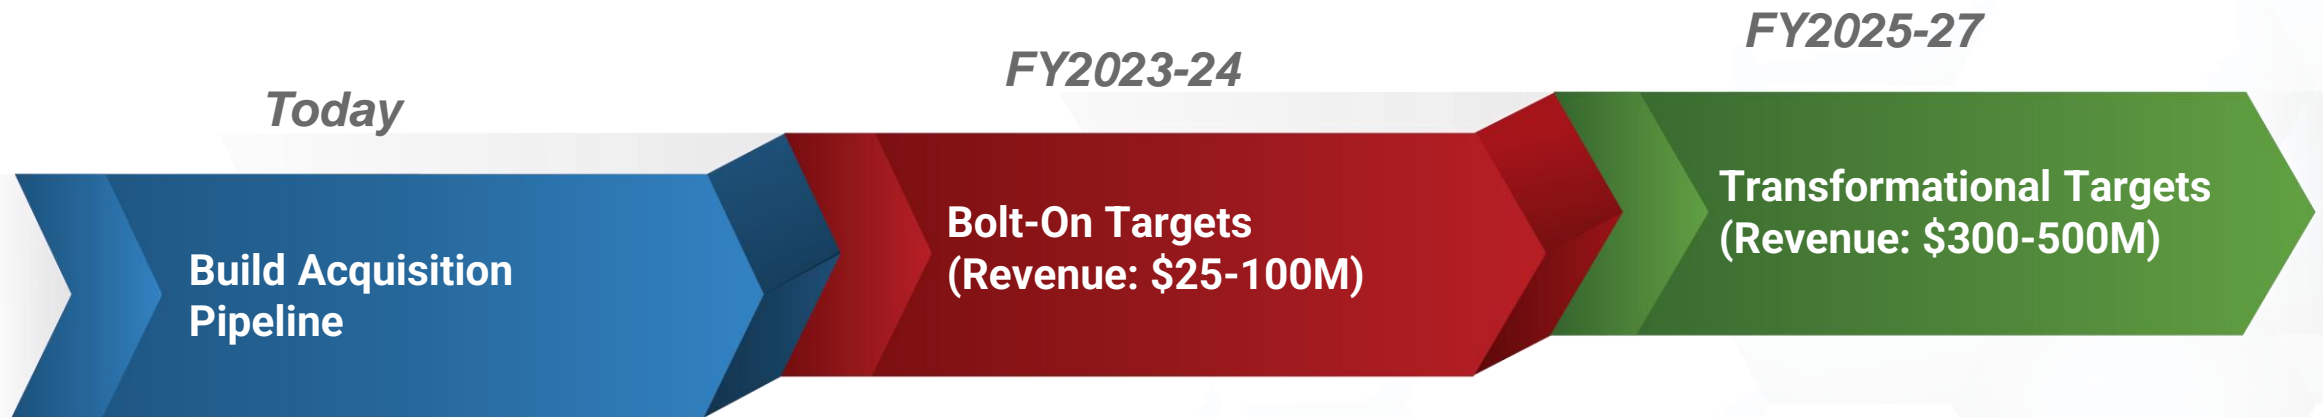 Today
Build Acquisition
Pipeline
FY2023-24
Bolt-On Targets
(Revenue: $25-100M)
FY2025-27
Transformational Targets
(Revenue: $300-500M)